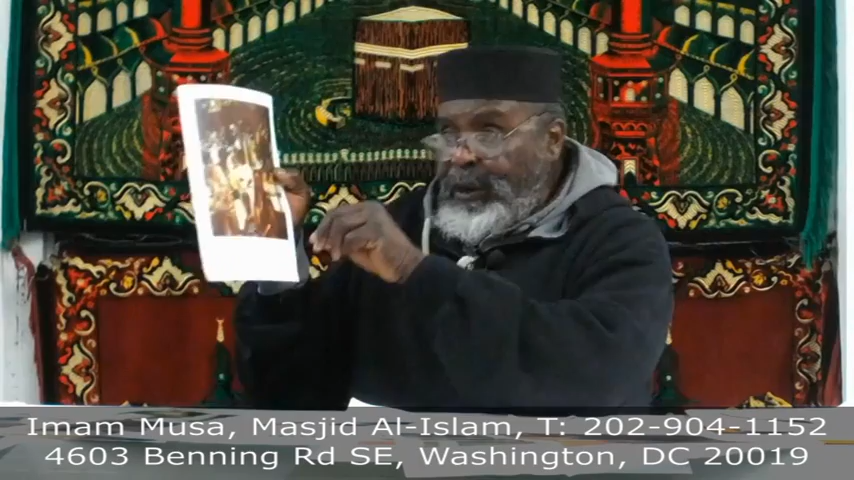 Imam Musa, Masjid Al-Islam, T: 202-904-1152
4603 Benning Rd SE, Washington, DC 20019